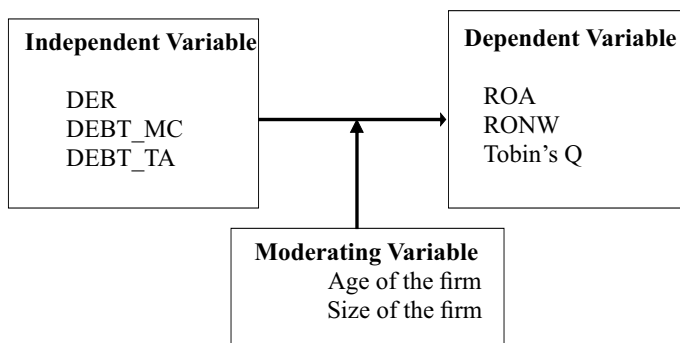 Independent Variable
DER
DEBT_MC
DEBT_TA
Dependent Variable
ROA
RONW
Tobin’s Q
Moderating Variable
Age of the firm
Size of the firm